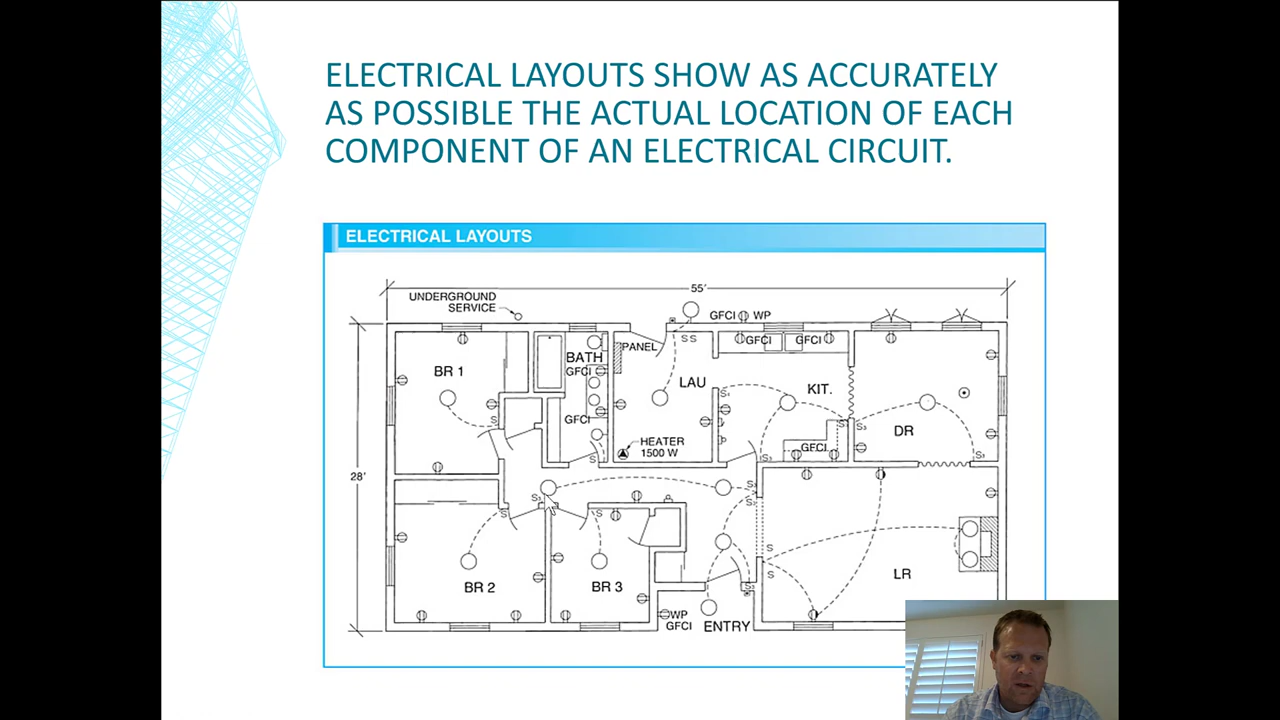 ELECTRICAL LAYOUTS SHOW AS ACCURATELY
AS POSSIBLE THE ACTUAL LOCATION OF EACH
COMPONENT OF AN ELECTRICAL CIRCUIT.
ELECTRICAL LAYOUTS
55'
UNDERGROUND
SERVICE
GFCI WP
PANEL
S S
GFCI GFCI
BATH
GFCI
BR 1
LAU
KIT.
S
GFCI
DR
HEATER
1500 W
GFCI
S
28'
S
S
S
S
BR 2
BR 3
LR
WP
GFCI
ENTRY